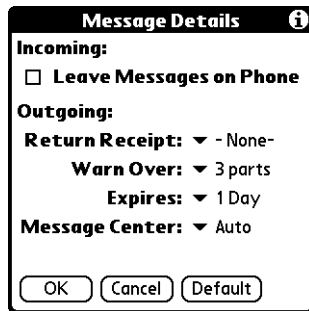 Message Details
Incoming:
Leave Messages on Phone
Outgoing:
Return Receipt: - None-
Warn Over: 3 parts
Expires: 1 Day
Message Center: Auto
OK Cancel Default